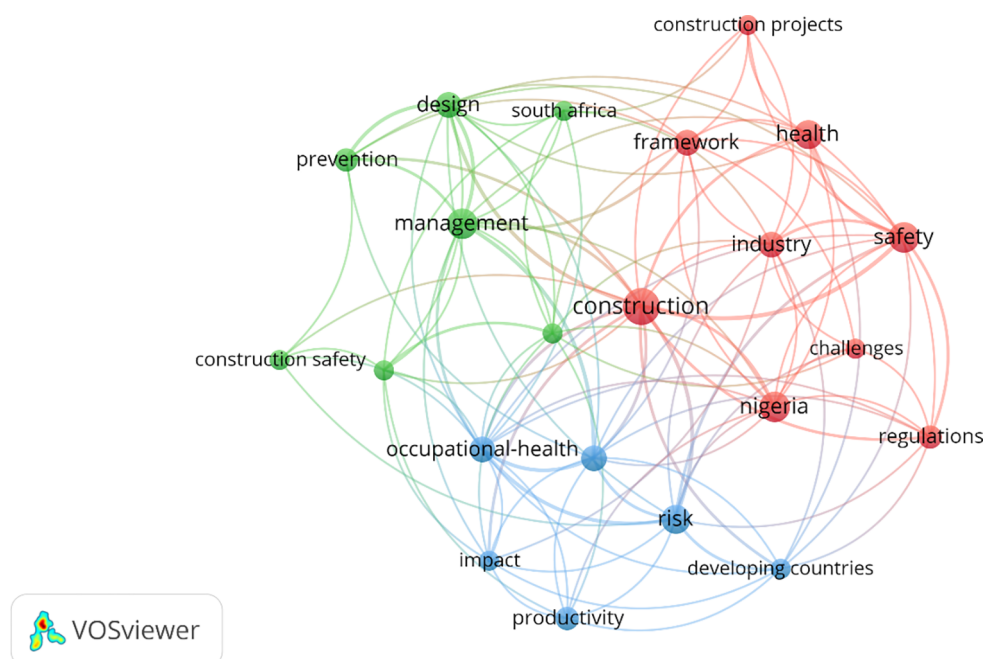 construction projects
design
south africa
health
framework
prevention
management
safety
industry
construction
challenges
construction safety
nigeria
regulations
occupational-health
risk
impact
developing countries
productivity
VOSviewer